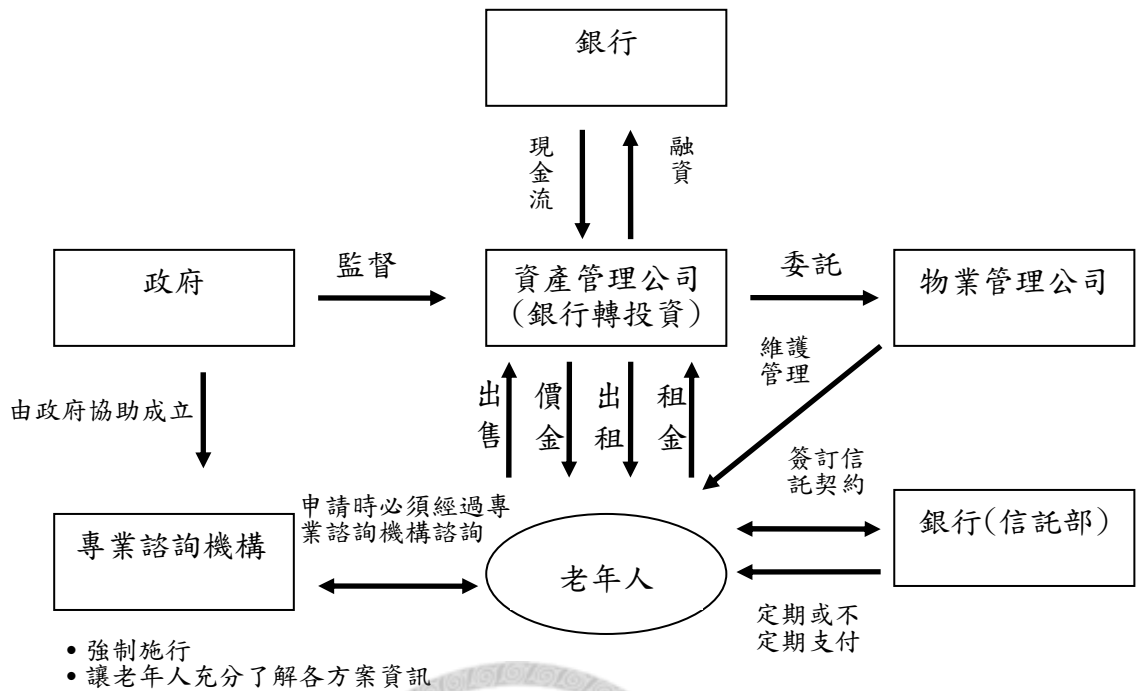 銀行
現金流
融資
政府
監督
資產管理公司
(銀行轉投資)
委託
物業管理公司
維護
管理
由政府協助成立
出售
價金
出租
租金
簽訂信
託契約
專業諮詢機構
申請時必須經過專
業諮詢機構諮詢
老年人
銀行(信託部)
定期或不
定期支付
• 強制施行
• 讓老年人充分了解各方案資訊